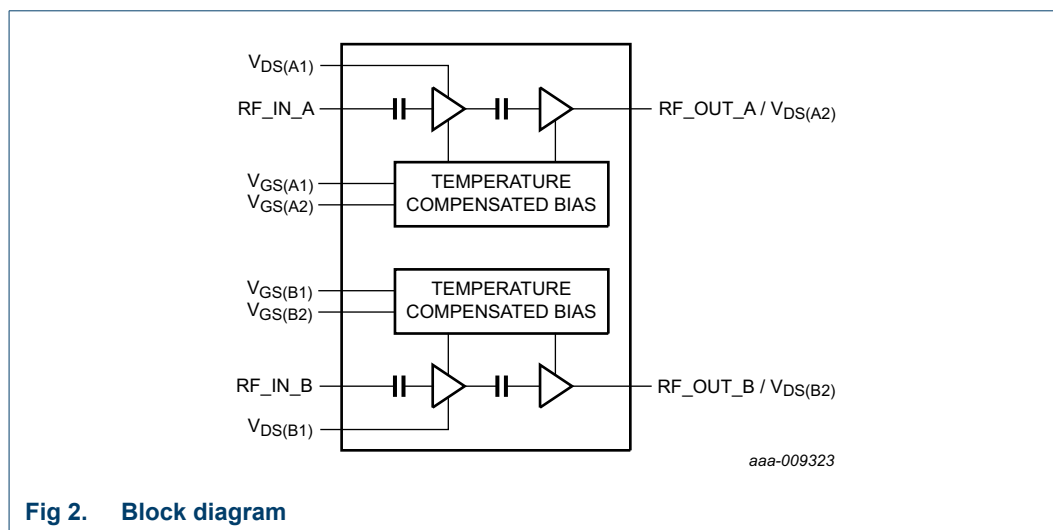 VDS(A1)
RF_IN_A
RF_OUT_A / VDS(A2)
VGS(A1)
VGS(A2)
TEMPERATURE
COMPENSATED BIAS
VGS(B1)
VGS(B2)
TEMPERATURE
COMPENSATED BIAS
RF_IN_B
RF_OUT_B / VDS(B2)
VDS(B1)
aaa-009323
Fig 2. Block diagram